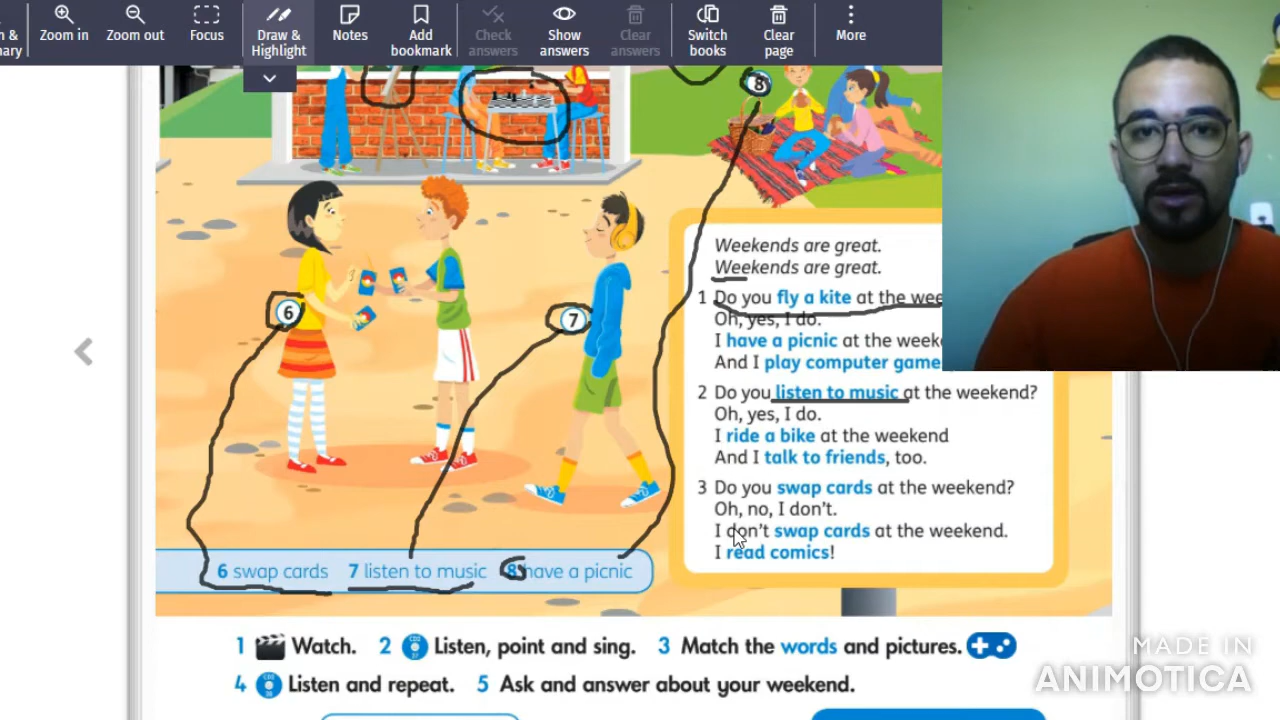 & Zoom in Zoom out Focus Draw & Notes Add Check Show Clear Switch Clear More
Highlight bookmark answers answers answers books page
8
6
7
Weekends are great.
Weekends are great.
1 Do you fly a kite at the wee
Oh, yes, I do.
I have a picnic at the week
And I play computer game
2 Do you listen to music at the weekend?
Oh, yes, I do.
I ride a bike at the weekend
And I talk to friends, too.
3 Do you swap cards at the weekend?
Oh, no, I don't.
I don't swap cards at the weekend.
I read comics!
6 swap cards 7 listen to music 8 have a picnic
1 Watch. 2 Listen, point and sing. 3 Match the words and pictures.
4 Listen and repeat. 5 Ask and answer about your weekend.
MADE IN
ANIMOTICA